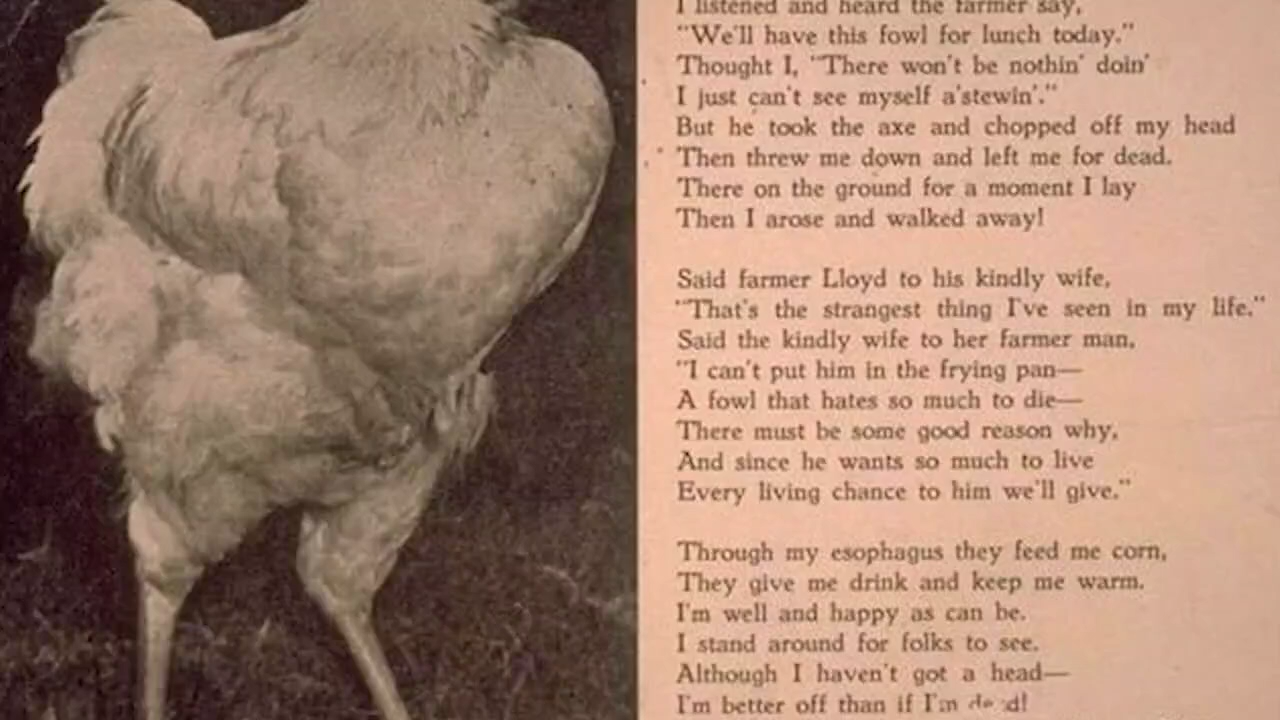 I listened and heard the farmer say,
"We'll have this fowl for lunch today."
Thought I, "There won't be nothin' doin'
I just can't see myself a'stewin'."
But he took the axe and chopped off my head
Then threw me down and left me for dead.
There on the ground for a moment I lay
Then I arose and walked away!
Said farmer Lloyd to his kindly wife,
"That's the strangest thing I've seen in my life."
Said the kindly wife to her farmer man,
"I can't put him in the frying pan—
A fowl that hates so much to die—
There must be some good reason why,
And since he wants so much to live
Every living chance to him we'll give."
Through my esophagus they feed me corn,
They give me drink and keep me warm.
I'm well and happy as can be.
I stand around for folks to see.
Although I haven't got a head—
I'm better off than if I'm dead!